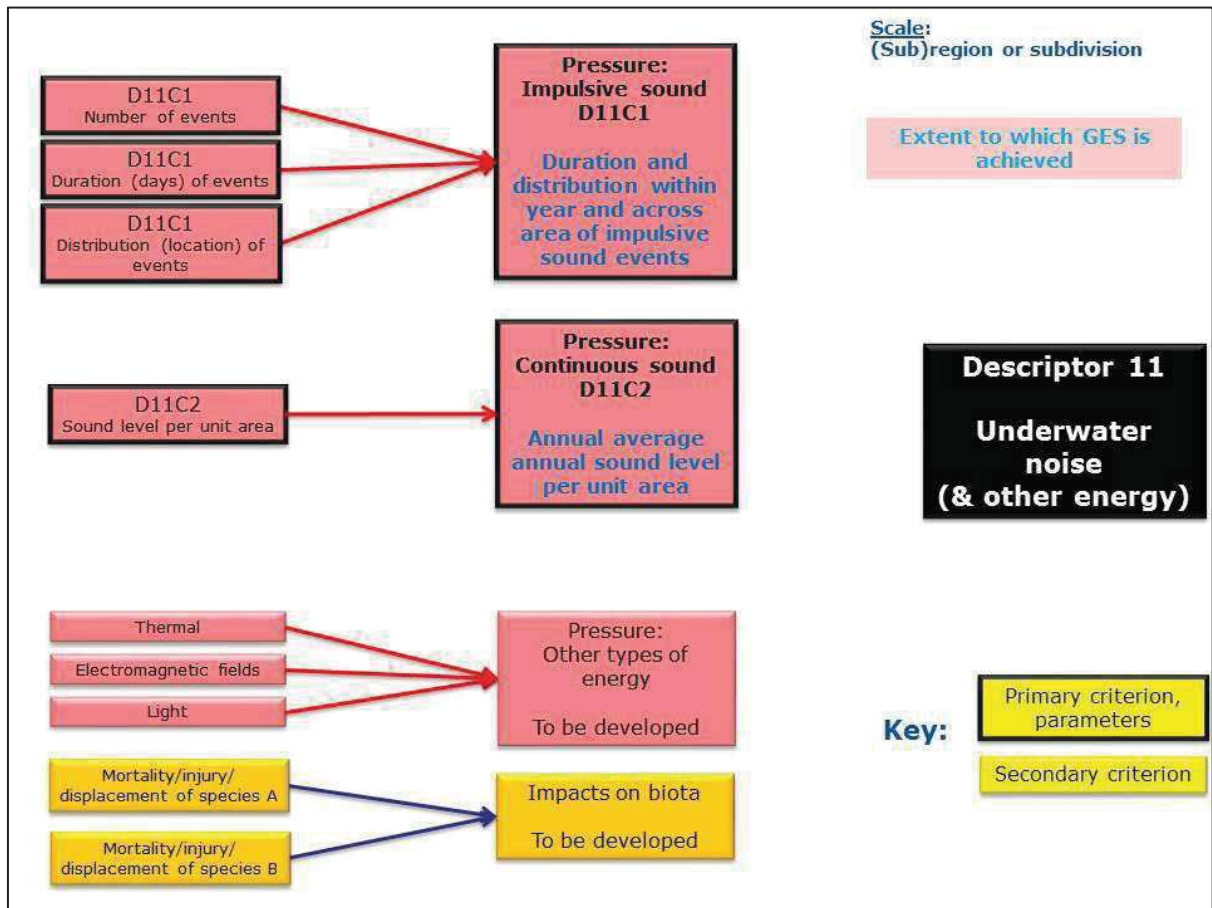 Scale:
(Sub)region or subdivision
D11C1
Number of events
D11C1
Duration (days) of events
D11C1
Distribution (location) of
events
Pressure:
Impulsive sound
D11C1
Duration and
distribution within
year and across
area of impulsive
sound events
Extent to which GES is
achieved
D11C2
Sound level per unit area
Pressure:
Continuous sound
D11C2
Annual average
annual sound level
per unit area
Descriptor 11
Underwater
noise
(& other energy)
Thermal
Electromagnetic fields
Light
Pressure:
Other types of
energy
To be developed
Mortality/injury/
displacement of species A
Mortality/injury/
displacement of species B
Impacts on biota
To be developed
Key:
Primary criterion,
parameters
Secondary criterion